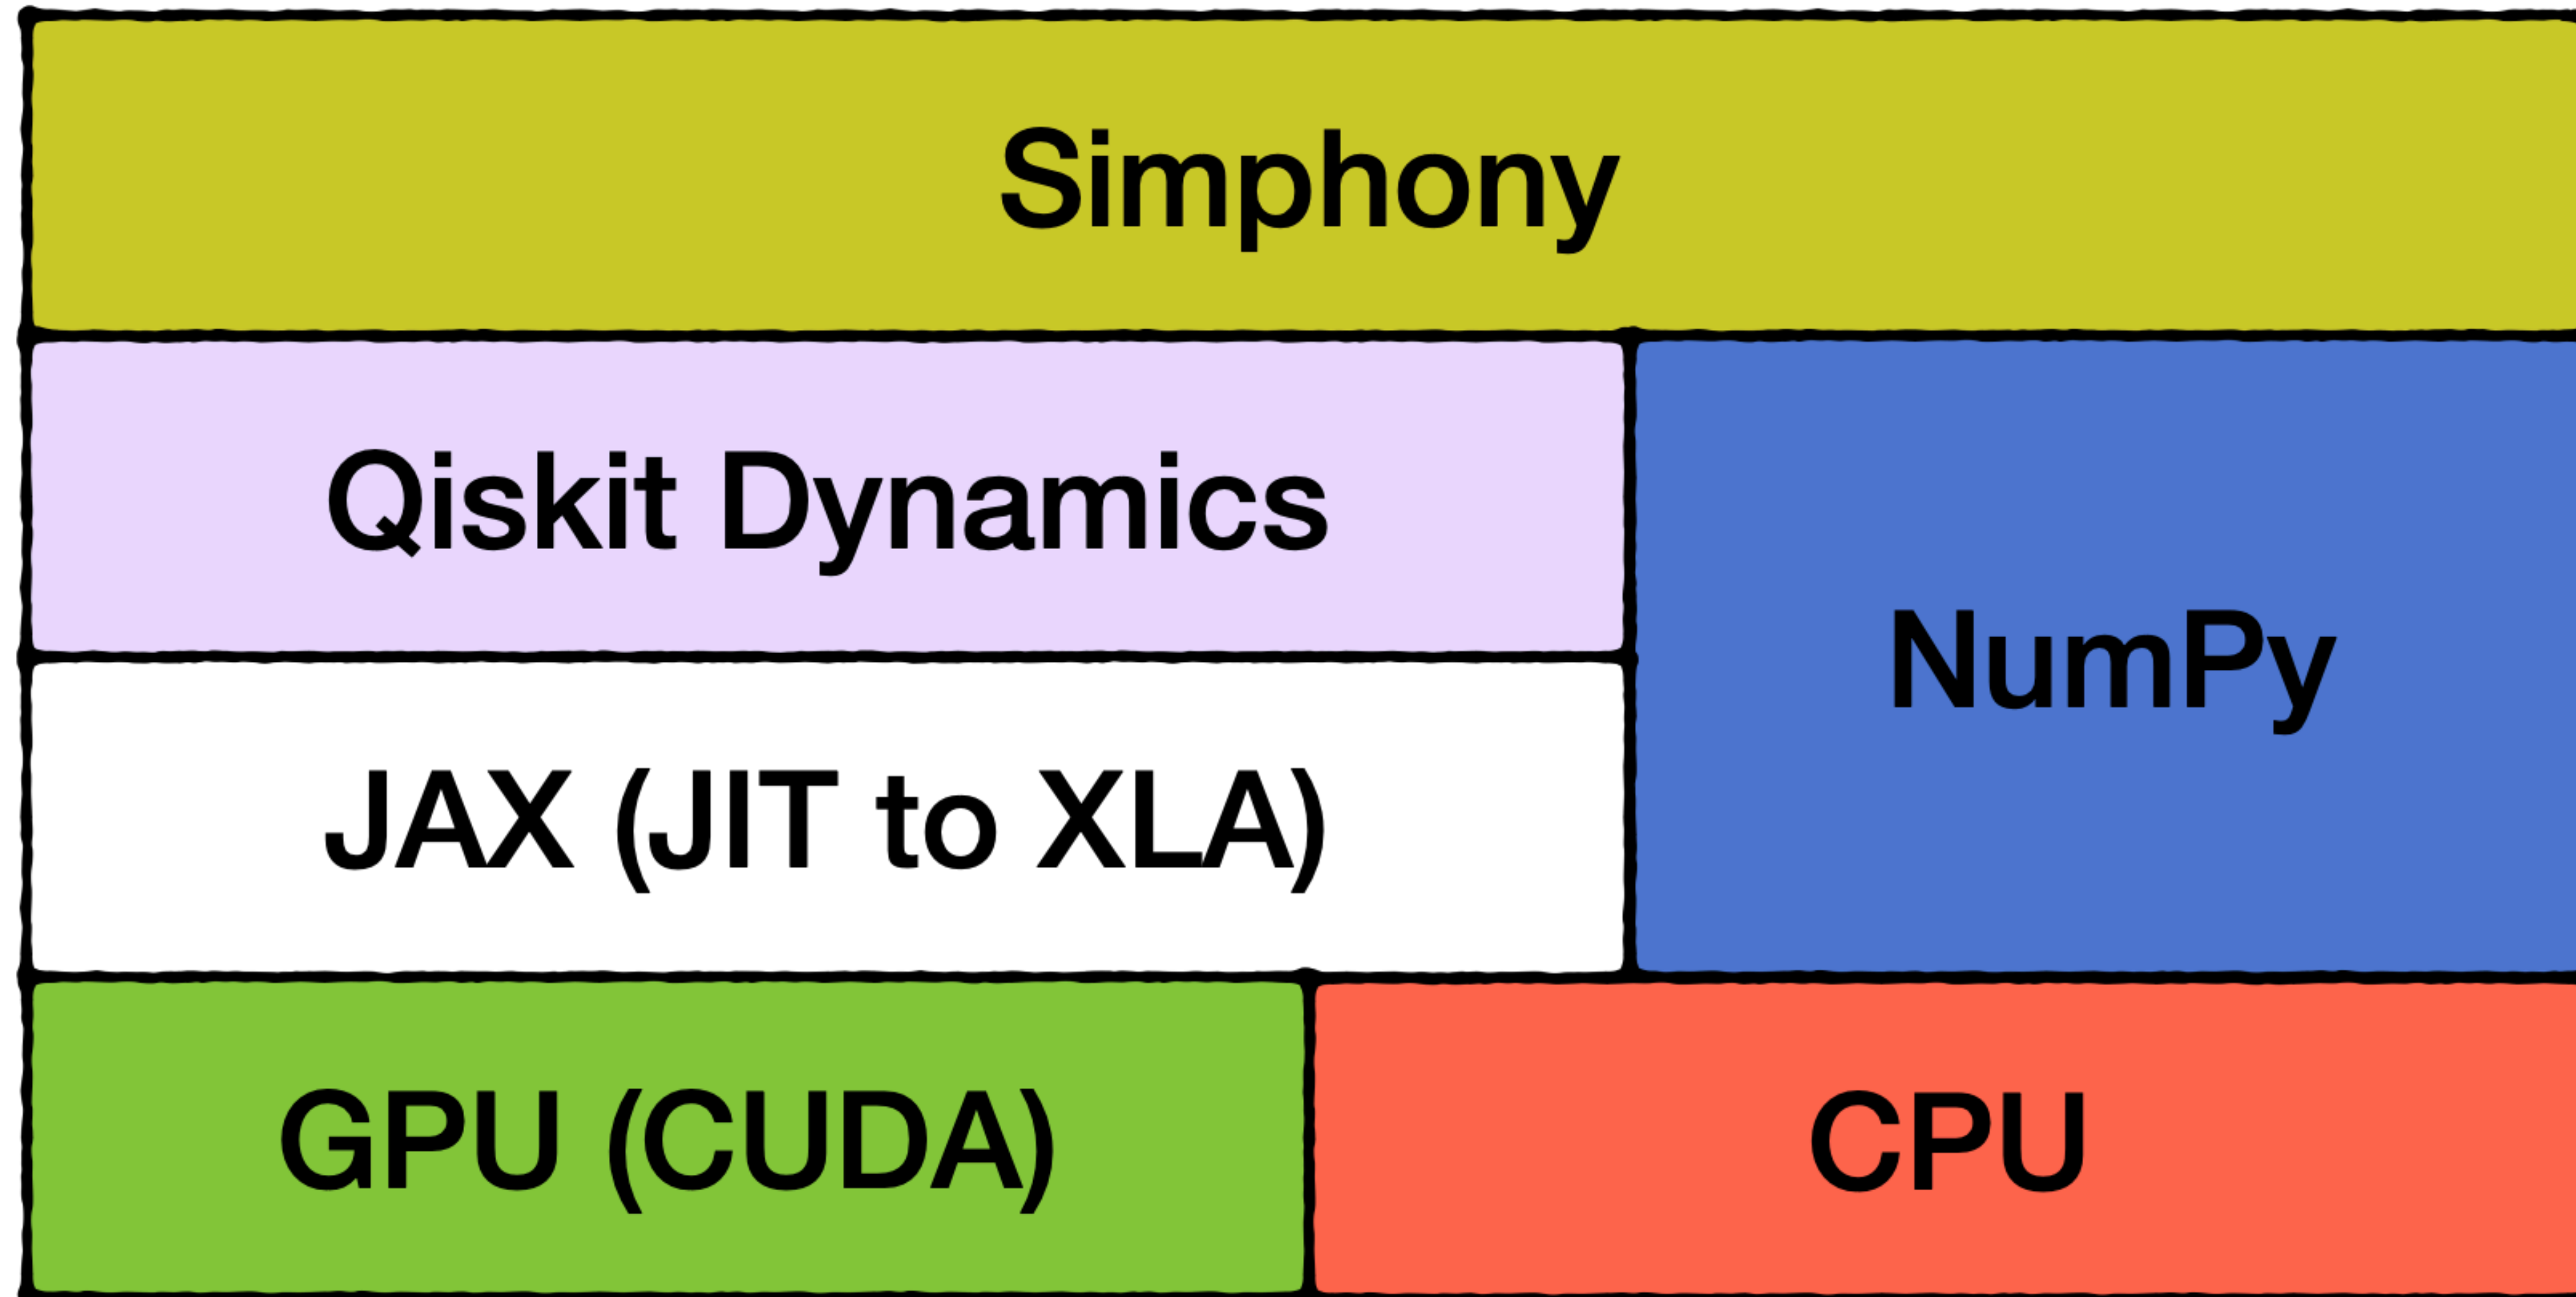 Simphony
Qiskit Dynamics
NumPy
JAX (JIT to XLA)
GPU (CUDA)
CPU